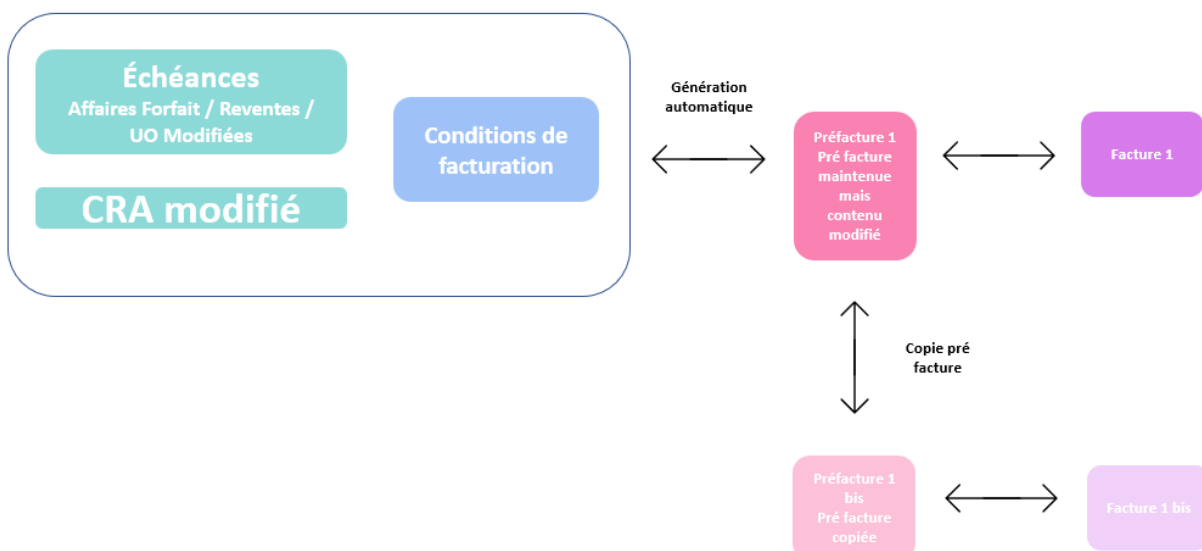 Échéances
Affaires Forfait / Reventes /
UO Modifiées
CRA modifié
Conditions de
facturation
Génération
automatique
Préfacture 1
Pré facture
maintenue
mais
contenu
modifié
Facture 1
Copie pré
facture
Préfacture 1
bis
Pré facture
copiée
Facture 1 bis